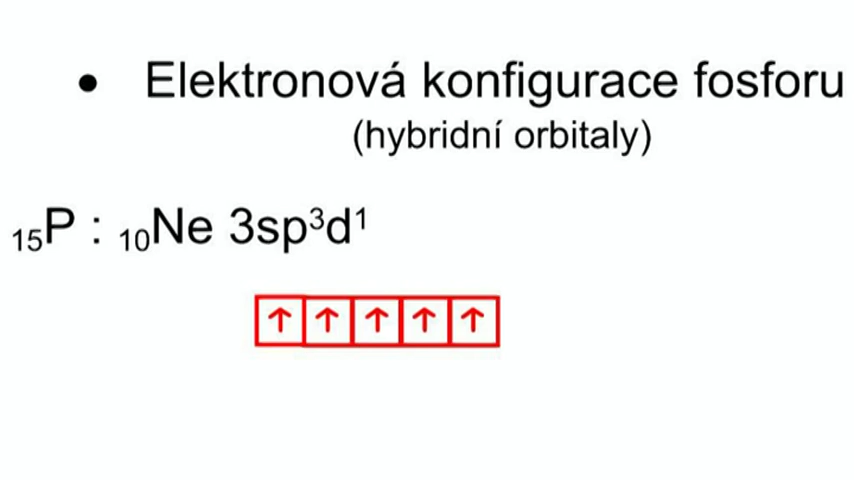 • Elektronová konfigurace fosforu
(hybridní orbitaly)
₁₅P : ₁₀Ne 3sp³d¹
↑ ↑ ↑ ↑ ↑